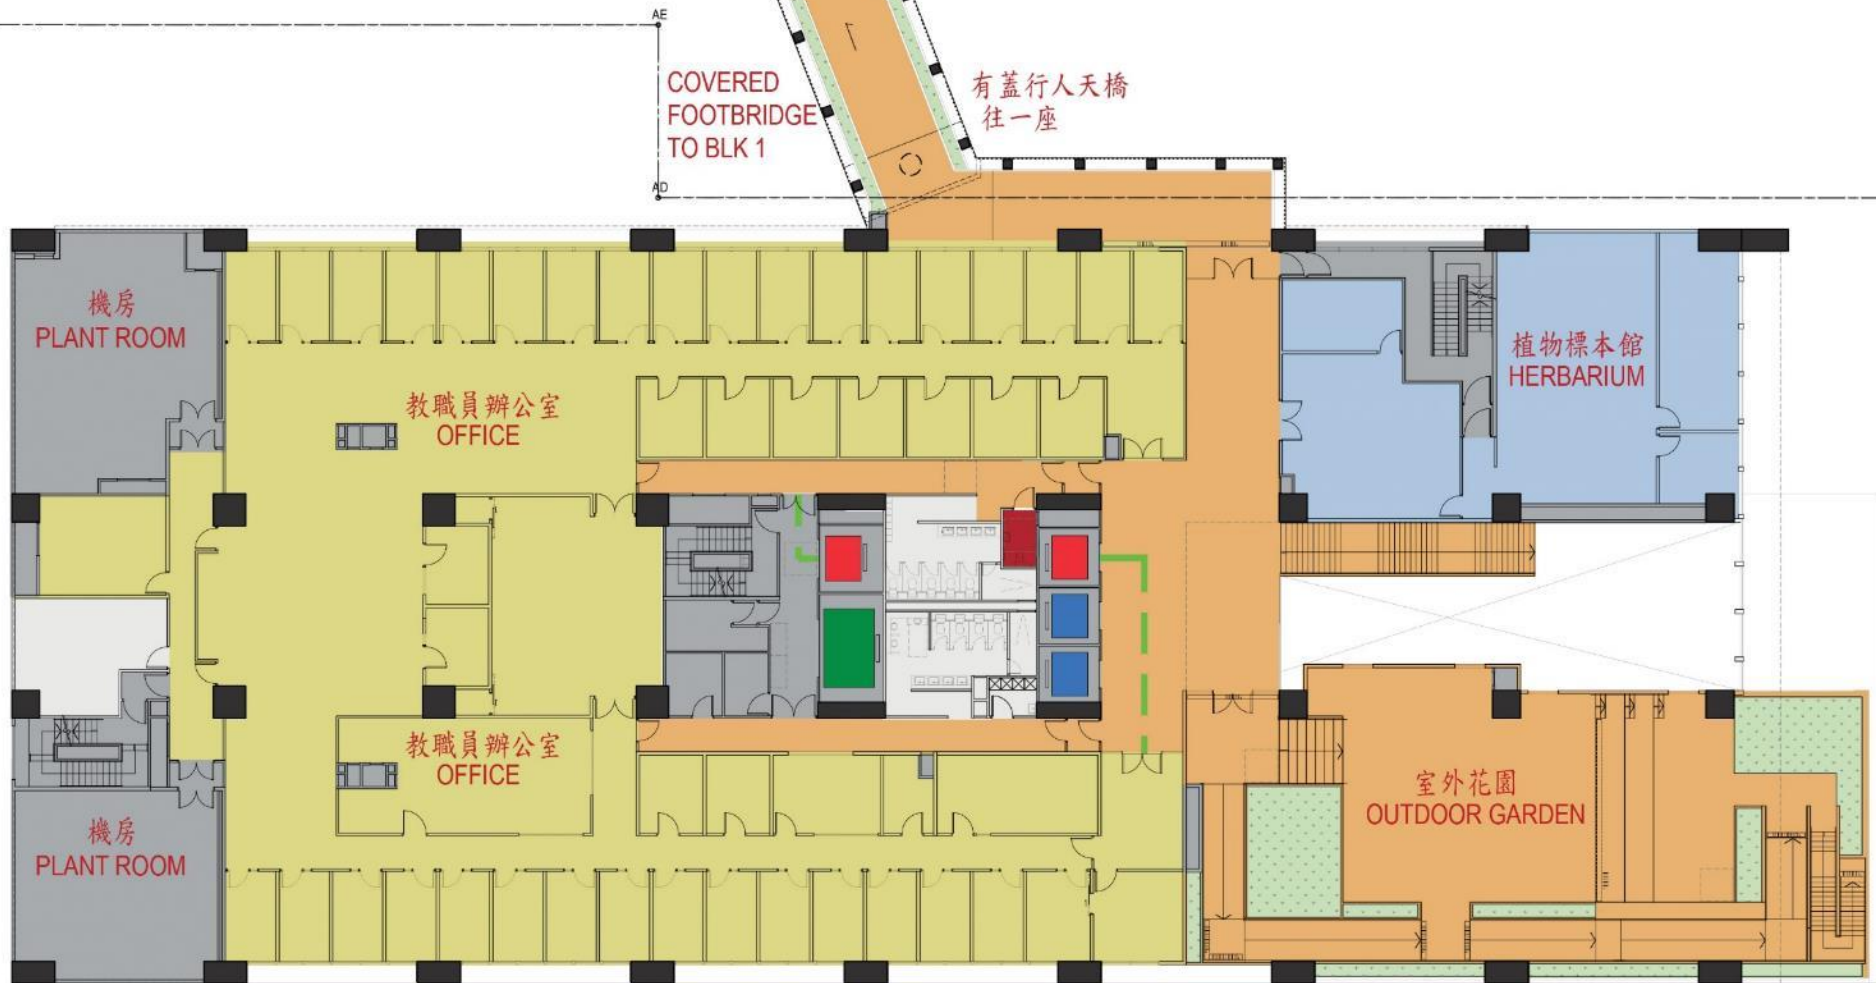 AE
COVERED
FOOTBRIDGE
TO BLK 1
有蓋行人天橋
往一座
AD
機房
PLANT ROOM
植物標本館
HERBARIUM
教職員辦公室
OFFICE
教職員辦公室
OFFICE
室外花園
OUTDOOR GARDEN
機房
PLANT ROOM